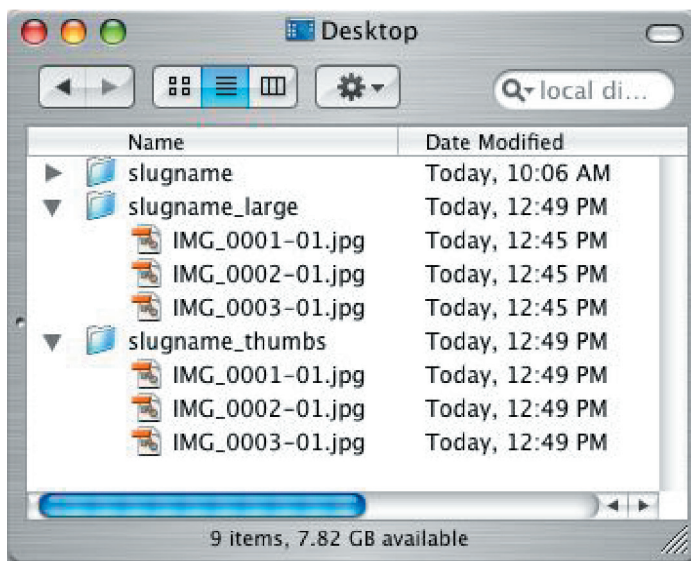 Desktop
local di...
Name Date Modified
slugname Today, 10:06 AM
slugname_large Today, 12:49 PM
IMG_0001-01.jpg Today, 12:45 PM
IMG_0002-01.jpg Today, 12:45 PM
IMG_0003-01.jpg Today, 12:45 PM
slugname_thumbs Today, 12:49 PM
IMG_0001-01.jpg Today, 12:49 PM
IMG_0002-01.jpg Today, 12:49 PM
IMG_0003-01.jpg Today, 12:49 PM
9 items, 7.82 GB available